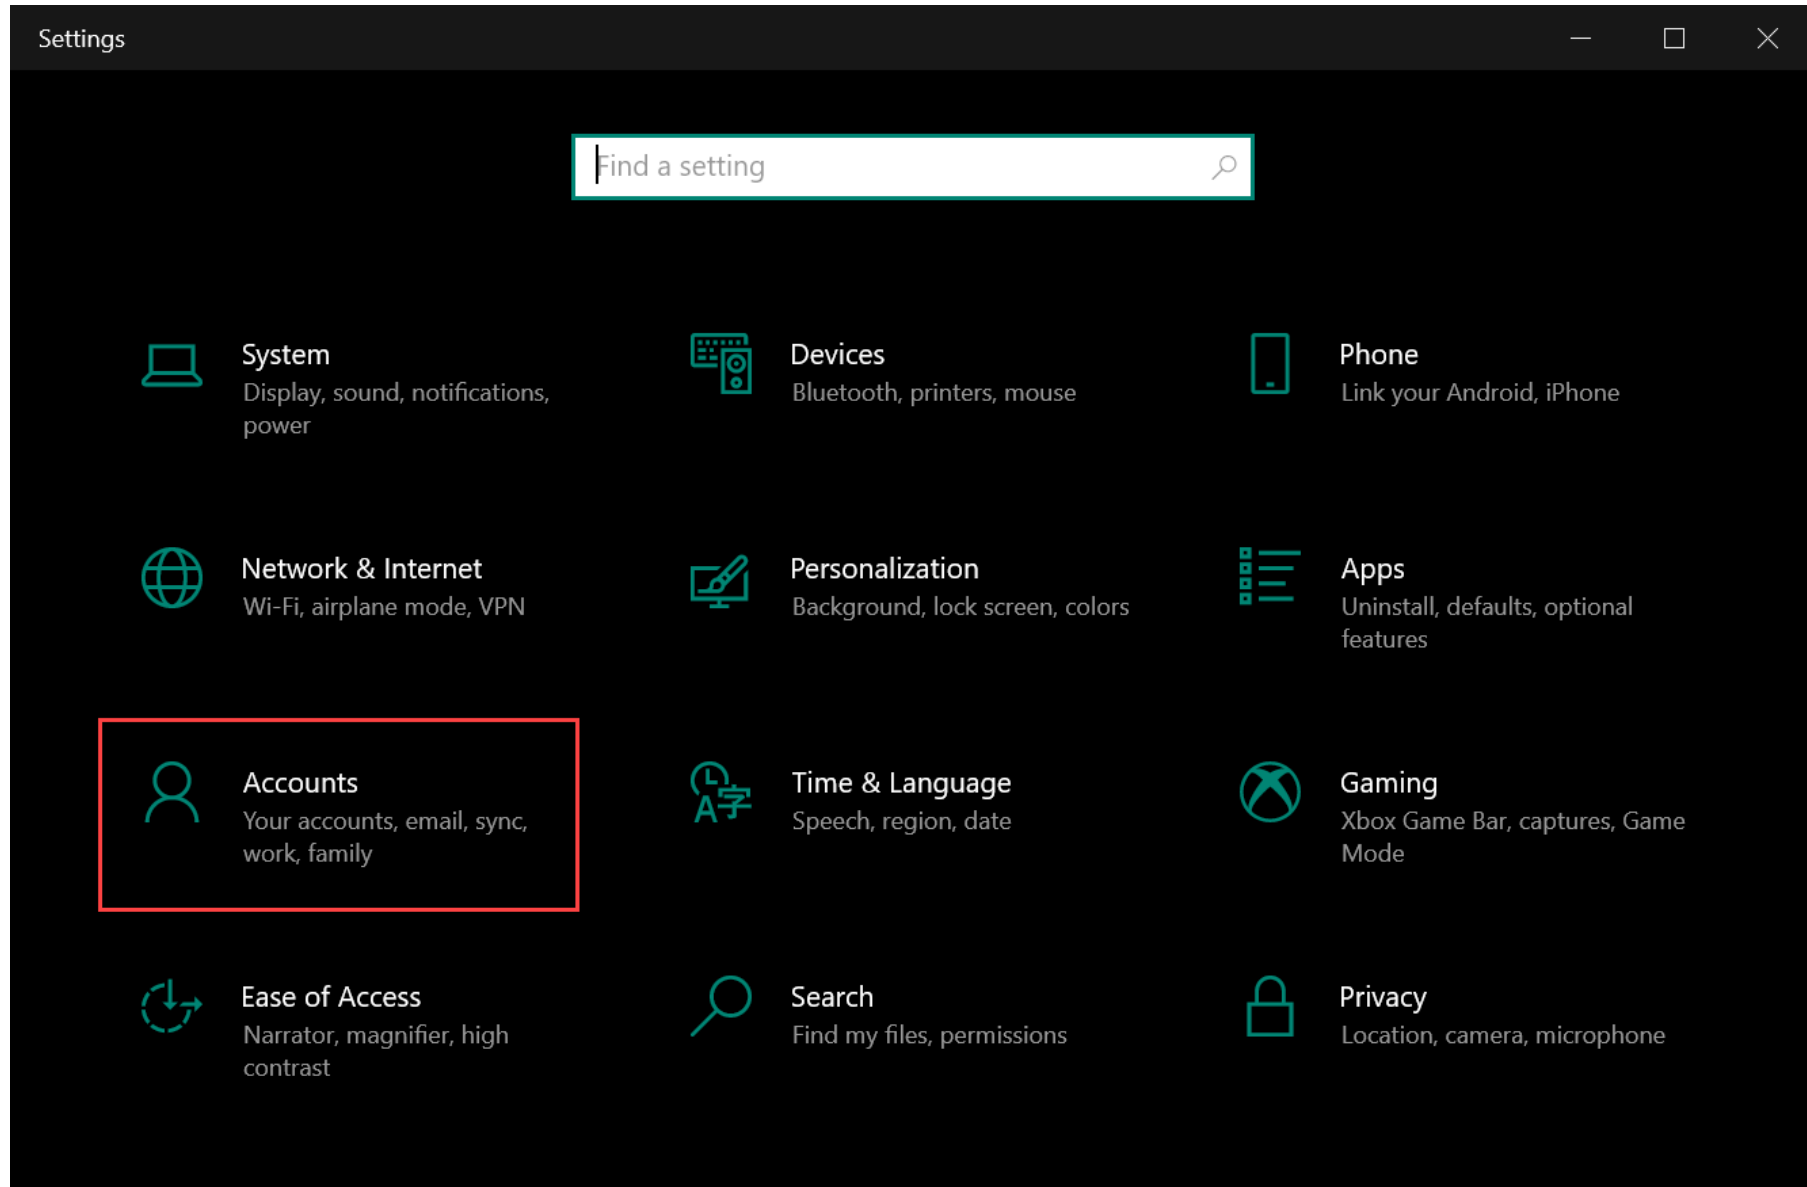 Settings
Find a setting
System
Display, sound, notifications,
power
Devices
Bluetooth, printers, mouse
Phone
Link your Android, iPhone
Network & Internet
Wi-Fi, airplane mode, VPN
Personalization
Background, lock screen, colors
Apps
Uninstall, defaults, optional
features
Accounts
Your accounts, email, sync,
work, family
Time & Language
Speech, region, date
Gaming
Xbox Game Bar, captures, Game
Mode
Ease of Access
Narrator, magnifier, high
contrast
Search
Find my files, permissions
Privacy
Location, camera, microphone